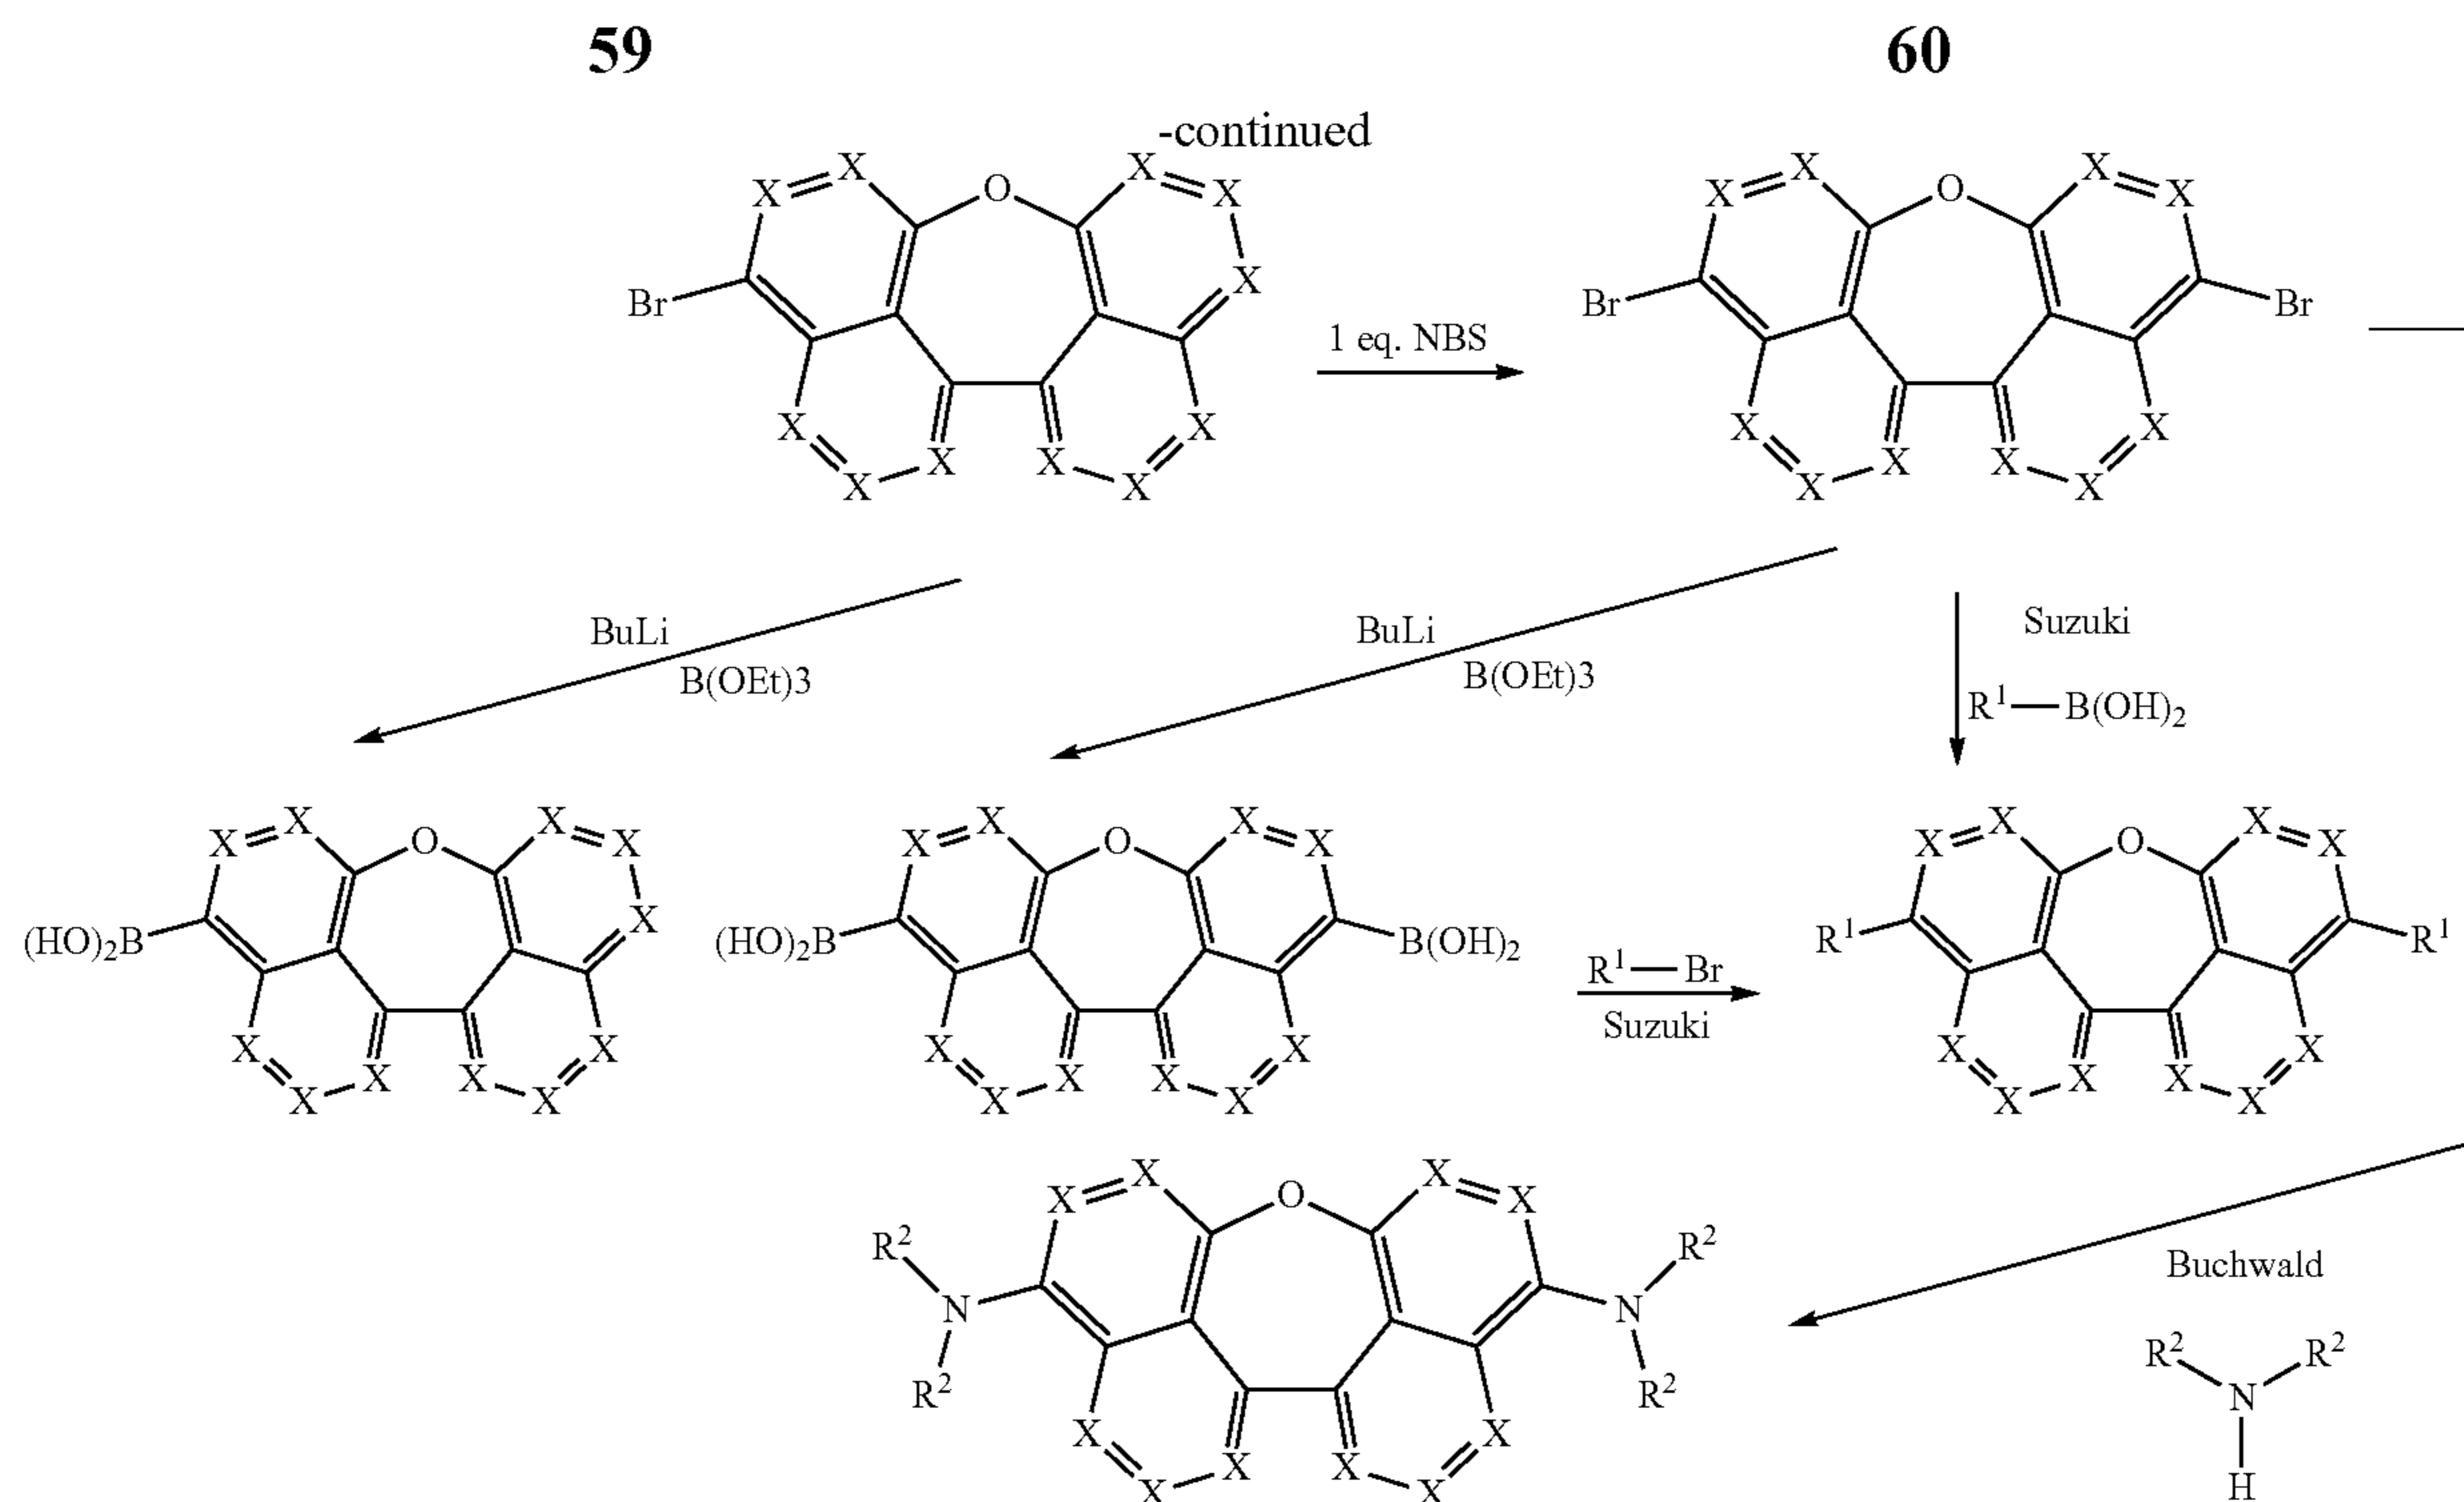 59 60
-continued
X X O X X X X O X X
Br X Br Br
1 eq. NBS
X X X X X X X X
X X X X
BuLi BuLi Suzuki
B(OEt)3 B(OEt)3
R¹—B(OH)₂
X X O X X X X O X X X X O X X
(HO)₂B X (HO)₂B B(OH)₂ R¹ R¹
R¹—Br
Suzuki
X X X X X X X X X X X X
X X X X X X
X X O X X
R² R²
N N
Buchwald
R² R²
R² R²
N
X X X X
X X
H